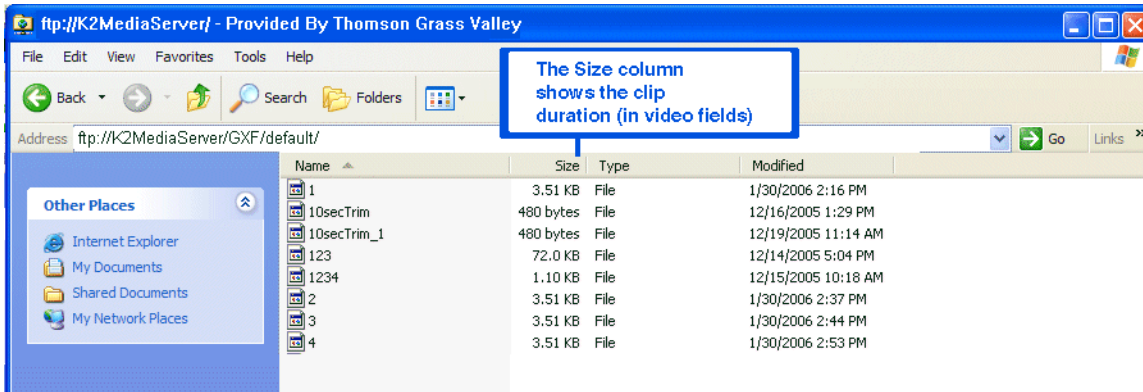 ftp://K2MediaServer/ - Provided By Thomson Grass Valley
File Edit View Favorites Tools Help
The Size column
shows the clip
duration (in video fields)
Back Search Folders
Address ftp://K2MediaServer/GXF/default/ Go Links »
Name Size Type Modified
Other Places
Internet Explorer
My Documents
Shared Documents
My Network Places
1 3.51 KB File 1/30/2006 2:16 PM
10secTrim 480 bytes File 12/16/2005 1:29 PM
10secTrim_1 480 bytes File 12/19/2005 11:14 AM
123 72.0 KB File 12/14/2005 5:04 PM
1234 1.10 KB File 12/15/2005 10:18 AM
2 3.51 KB File 1/30/2006 2:37 PM
3 3.51 KB File 1/30/2006 2:44 PM
4 3.51 KB File 1/30/2006 2:53 PM